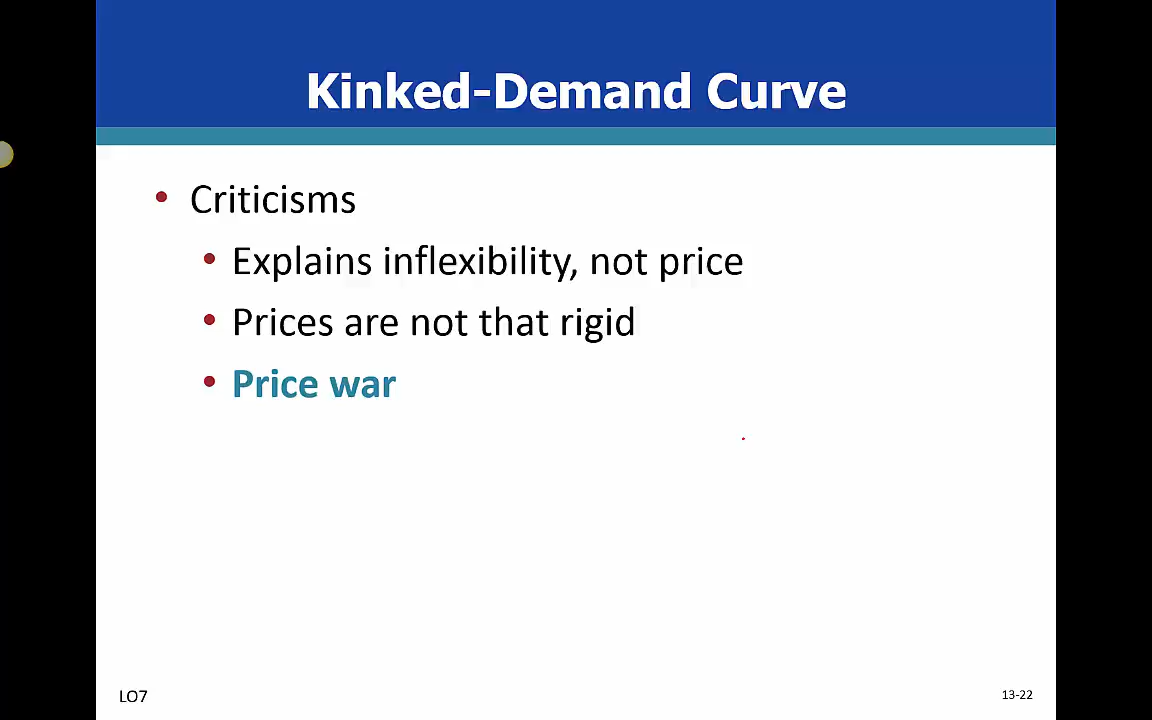 Kinked-Demand Curve
• Criticisms
• Explains inflexibility, not price
• Prices are not that rigid
• Price war
LO7
13-22